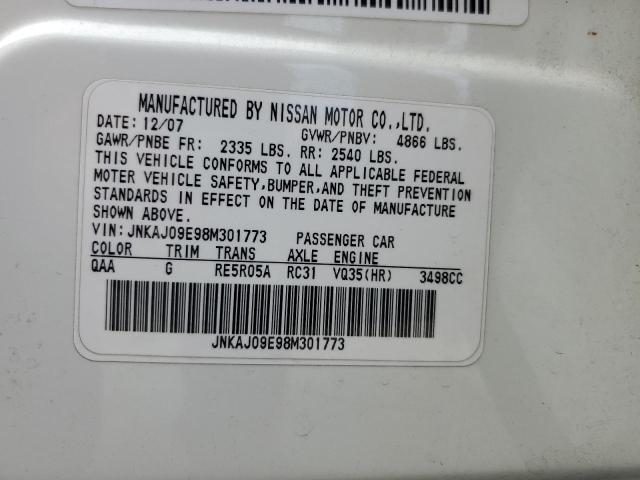 MANUFACTURED BY NISSAN MOTOR CO.,LTD.
DATE: 12/07 GVWR/PNBV: 4866 LBS.
GAWR/PNBE FR: 2335 LBS. RR: 2540 LBS.
THIS VEHICLE CONFORMS TO ALL APPLICABLE FEDERAL
MOTER VEHICLE SAFETY,BUMPER,AND THEFT PREVENTION
STANDARDS IN EFFECT ON THE DATE OF MANUFACTURE
SHOWN ABOVE.
VIN: JNKAJ09E98M301773 PASSENGER CAR
COLOR TRIM TRANS AXLE ENGINE
QAA G RE5R05A RC31 VQ35(HR) 3498CC
JNKAJ09E98M301773